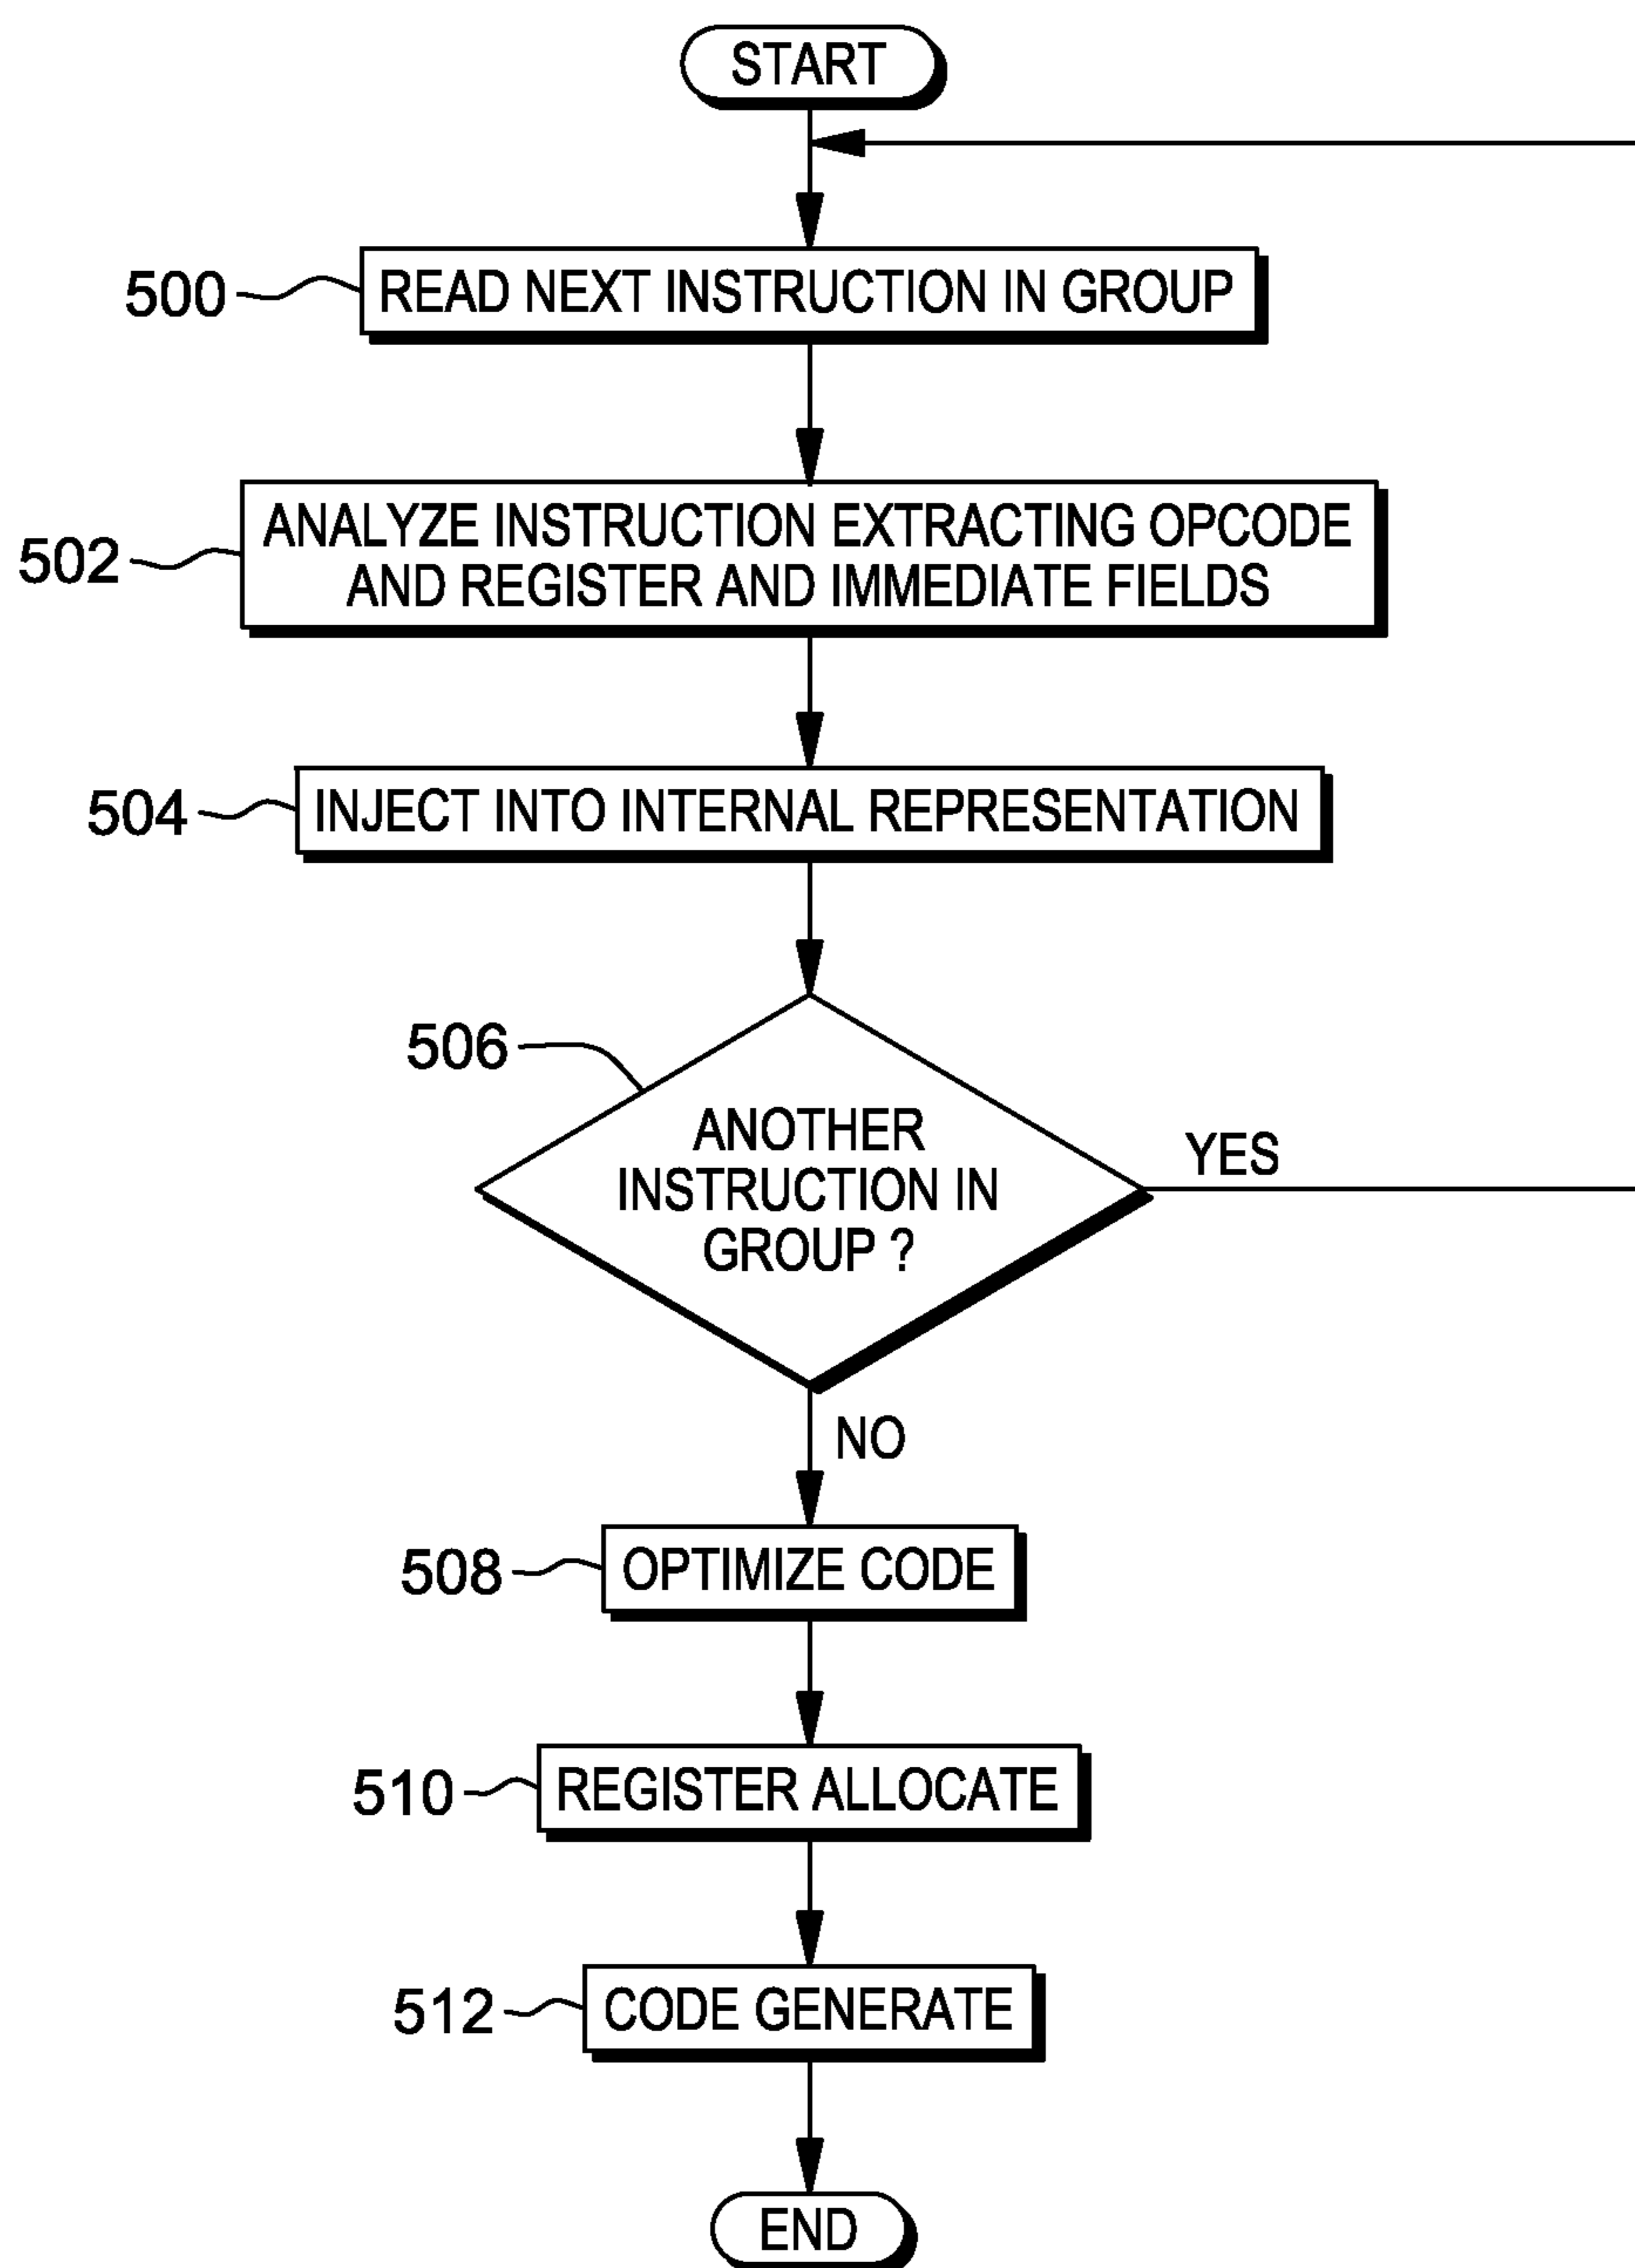 START
500
READ NEXT INSTRUCTION IN GROUP
502
ANALYZE INSTRUCTION EXTRACTING OPCODE
AND REGISTER AND IMMEDIATE FIELDS
504
INJECT INTO INTERNAL REPRESENTATION
506
ANOTHER
INSTRUCTION IN
GROUP ?
YES
NO
508
OPTIMIZE CODE
510
REGISTER ALLOCATE
512
CODE GENERATE
END